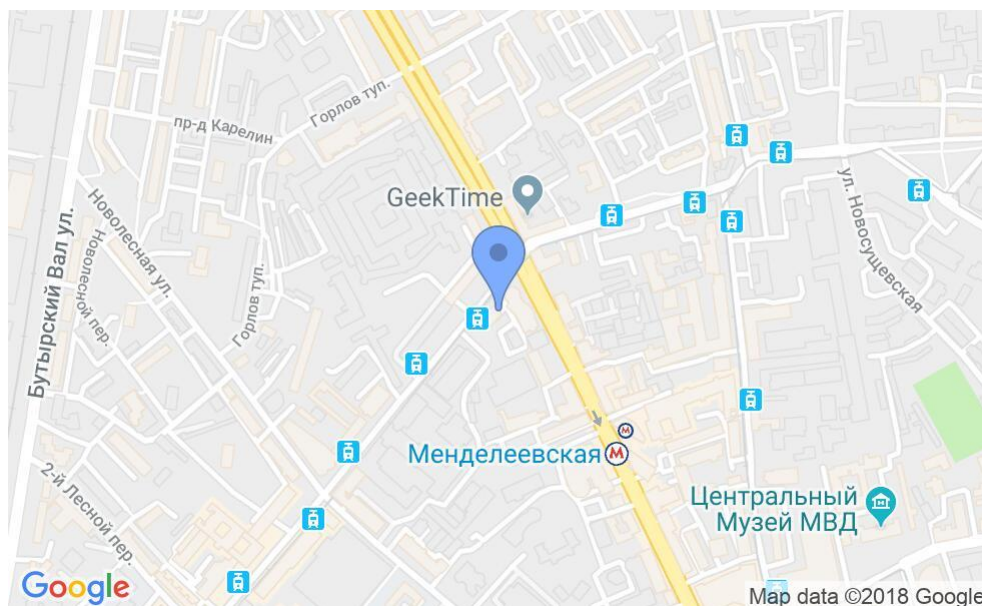 Горлов туп.
пр-д Карелин
GeekTime
ул. Новосущевская
Новолесная ул.
Новолесной пер.
Бутырский Вал ул.
Горлов туп.
Менделеевская
2-й Лесной пер.
Центральный
Музей МВД
Google
Map data ©2018 Google